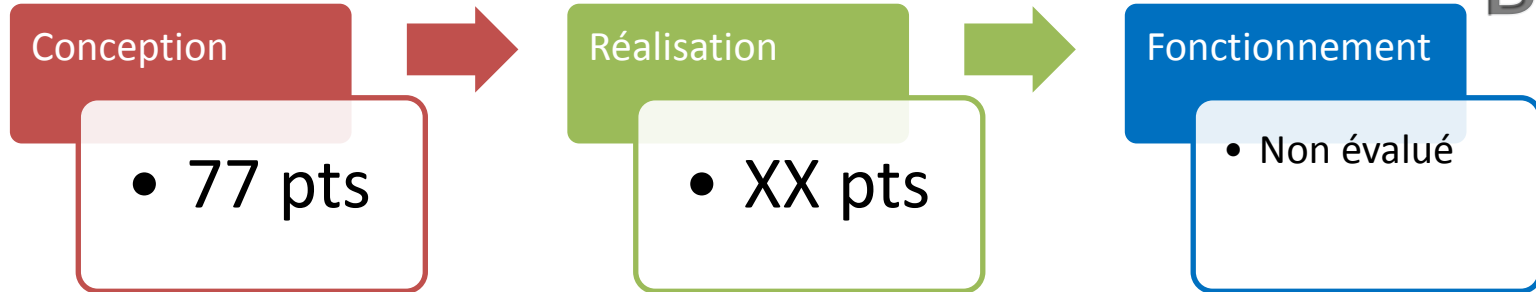 Conception
• 77 pts
Réalisation
• XX pts
Fonctionnement
• Non évalué